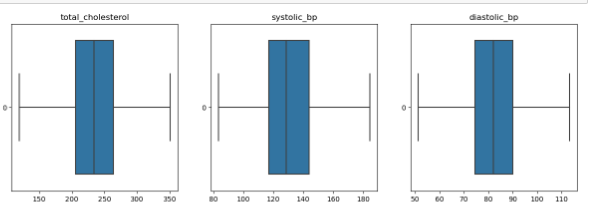 total_cholesterol
systolic_bp
diastolic_bp
0
0
0
150 200 250 300 350
80 100 120 140 160 180
50 60 70 80 90 100 110